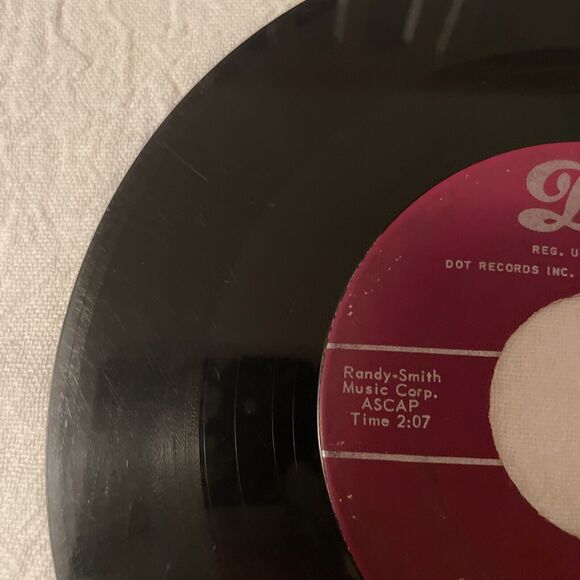 D
REG. U
DOT RECORDS INC.
Randy-Smith
Music Corp.
ASCAP
Time 2:07